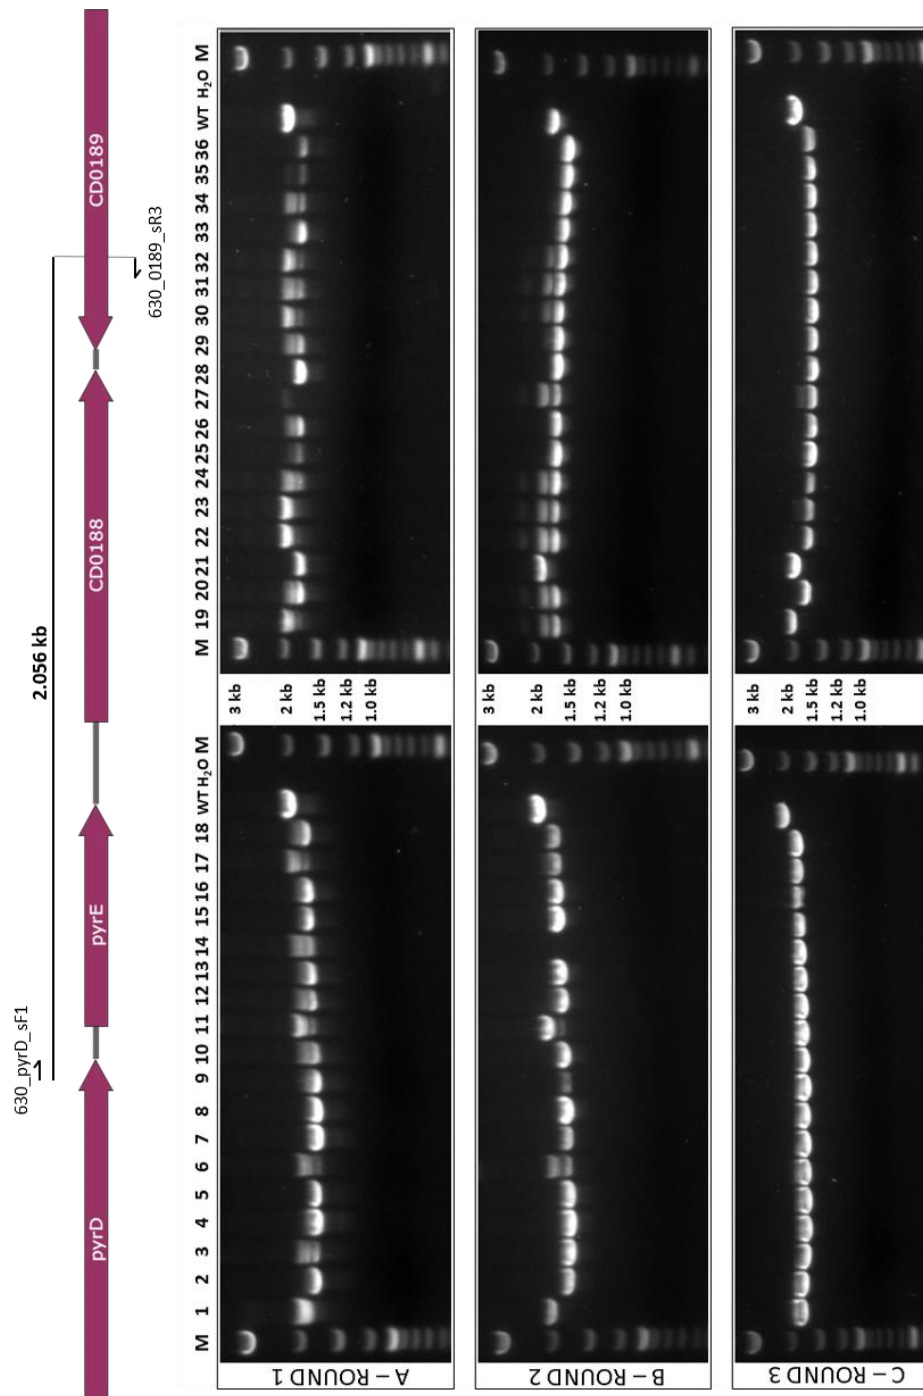 630_pyrD_sF1
2.056 kb
pyrD
pyrE
CD0188
CD0189
630_0189_sR3
M 1 2 3 4 5 6 7 8 9 10 11 12 13 14 15 16 17 18 WT H₂O M
M 19 20 21 22 23 24 25 26 27 28 29 30 31 32 33 34 35 36 WT H₂O M
A – ROUND 1
3 kb
2 kb
1.5 kb
1.2 kb
1.0 kb
B – ROUND 2
3 kb
2 kb
1.5 kb
1.2 kb
1.0 kb
C – ROUND 3
3 kb
2 kb
1.5 kb
1.2 kb
1.0 kb